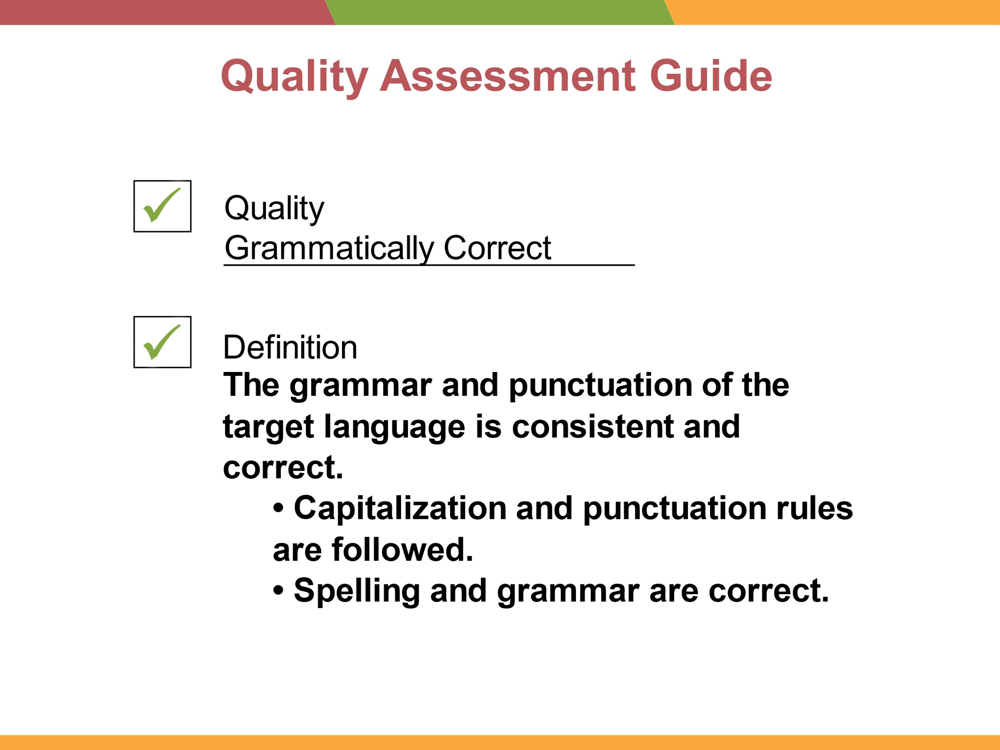 Quality Assessment Guide
Quality
Grammatically Correct
Definition
The grammar and punctuation of the
target language is consistent and
correct.
• Capitalization and punctuation rules
are followed.
• Spelling and grammar are correct.